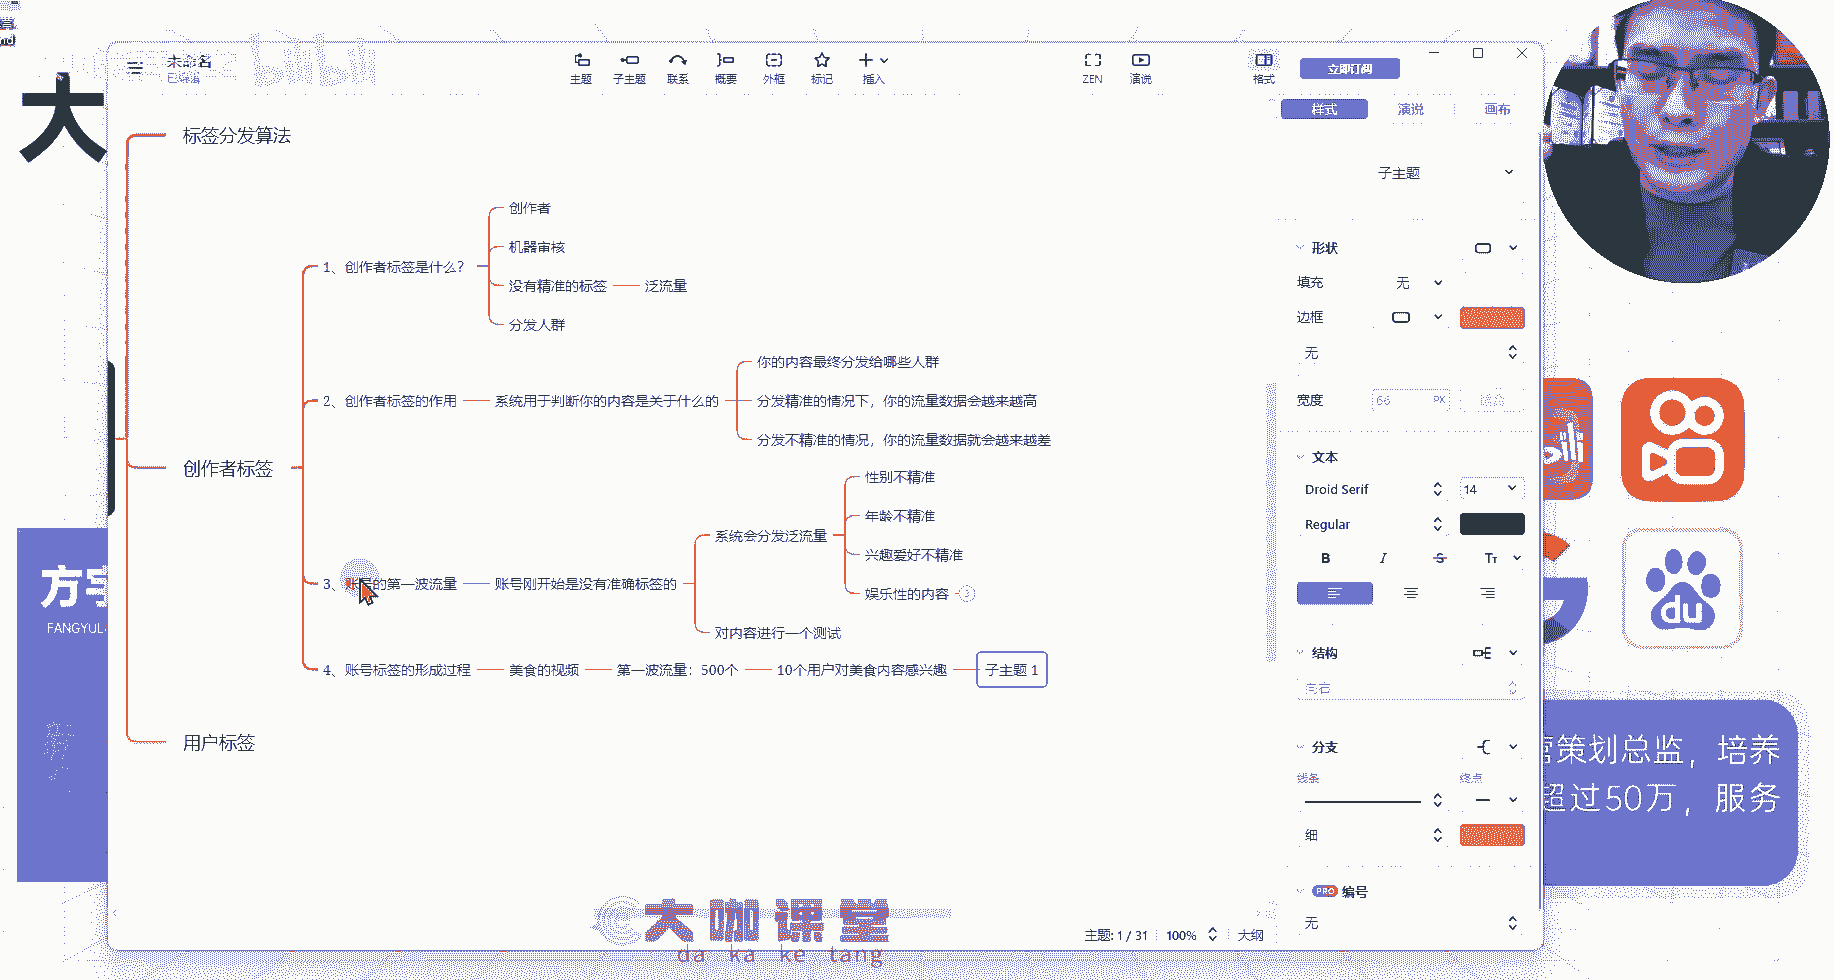 未命名
已编辑
bilibili
主题
子主题
联系
概要
外框
标记
插入
ZEN
演说
格式
立即订阅
样式
演说
画布
大
标签分发算法
子主题
创作者
机器审核
1、创作者标签是什么?
没有精准的标签
泛流量
分发人群
形状
填充
无
边框
无
你的内容最终分发给哪些人群
2、创作者标签的作用
系统用于判断你的内容是关于什么的
分发精准的情况下，你的流量数据会越来越高
分发不精准的情况，你的流量数据就会越来越差
宽度
66
PX
创作者标签
文本
Droid Serif
14
Regular
B
I
S
TT
性别不精准
年龄不精准
系统会分发泛流量
兴趣爱好不精准
3、账号的第一波流量
账号刚开始是没有准确标签的
娱乐性的内容
3
对内容进行一个测试
4、账号标签的形成过程
美食的视频
第一波流量：500个
10个用户对美食内容感兴趣
子主题 1
结构
向右
用户标签
分支
线条
终点
细
PRO
编号
无
方宇
FANGYUL
du
营策划总监，培养
超过50万，服务
大咖课堂
da ka ke tang
主题: 1 / 31
100%
大纲